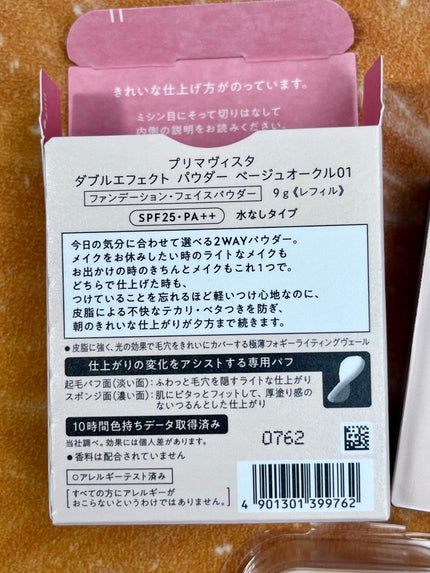 きれいな仕上げ方がのっています。
ミシン目にそって切りはなして
内側の説明をお読みください。
プリマヴィスタ
ダブルエフェクト パウダー ベージュオークル01
ファンデーション・フェイスパウダー 9g《レフィル》
SPF25・PA++ 水なしタイプ
今日の気分に合わせて選べる2WAYパウダー。
メイクをお休みしたい時のライトなメイクも
お出かけの時のきちんとメイクもこれ1つで。
どちらで仕上げた時も、
つけていることを忘れるほど軽いつけ心地なのに、
皮脂による不快なテカリ・ベタつきを防ぎ、
朝のきれいな仕上がりが夕方まで続きます。
●皮脂に強く、光の効果で毛穴をきれいにカバーする極薄フォギーライティングヴェール
仕上がりの変化をアシストする専用パフ
起毛パフ面(淡い面):ふわっと毛穴を隠すライトな仕上がり
スポンジ面(濃い面):肌にピタっとフィットして、厚塗り感の
ないつるんとした仕上がり
10時間色持ちデータ取得済み
当社調べ。効果には個人差があります。
●香料は配合されていません
0762
○アレルギーテスト済み
[すべての方にアレルギーが
おこらないというわけではありません。]
4 901301 399762